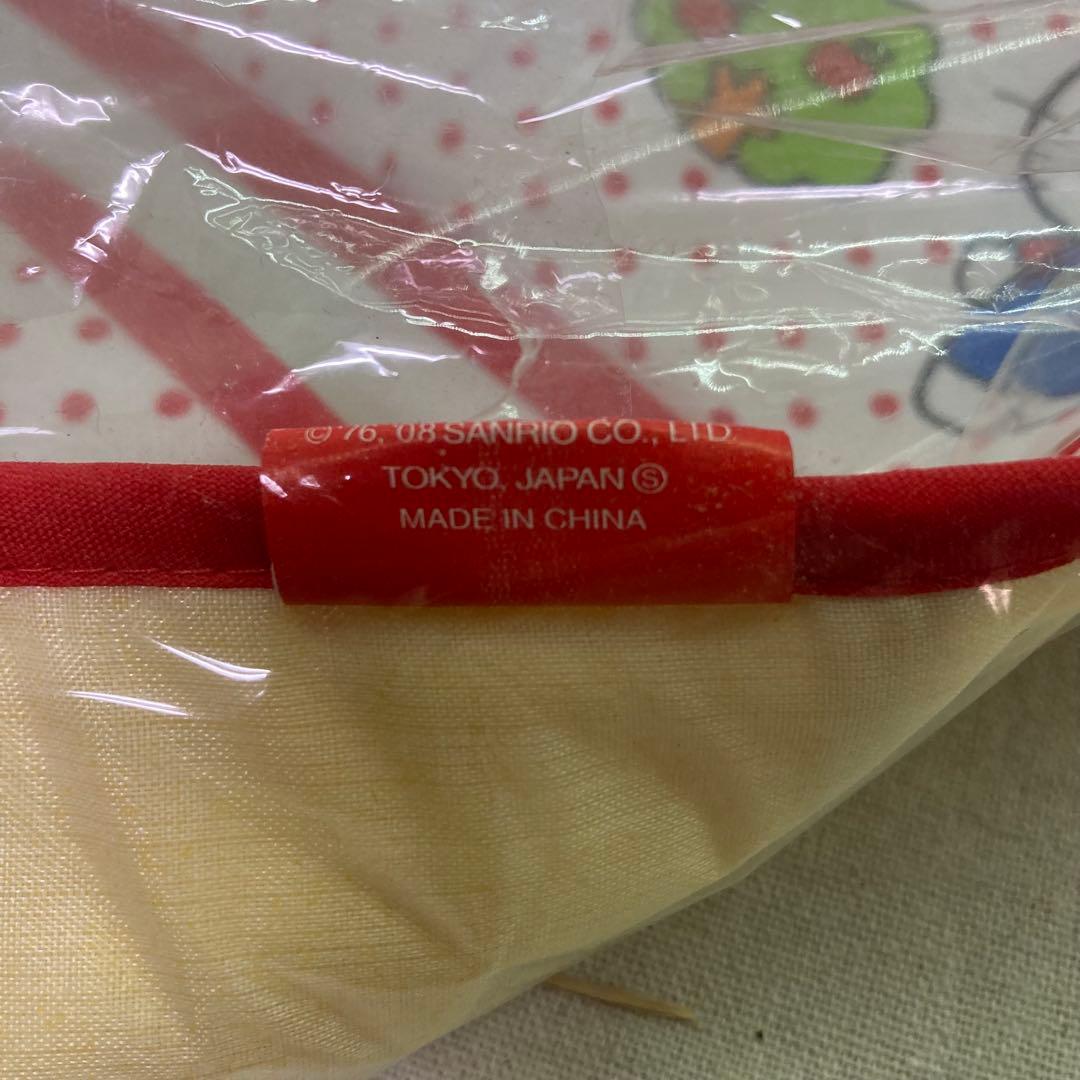 © '76, '08 SANRIO CO., LTD.
TOKYO, JAPAN Ⓢ
MADE IN CHINA